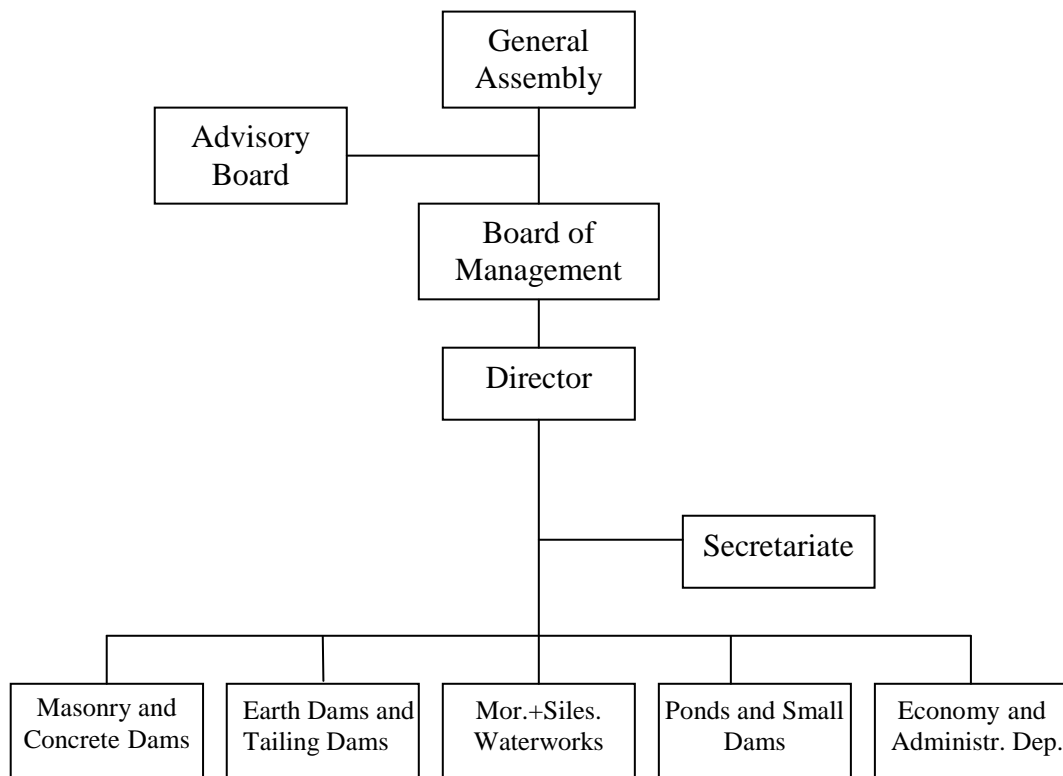 General
Assembly
Advisory
Board
Board of
Management
Director
Secretariate
Masonry and
Concrete Dams
Earth Dams and
Tailing Dams
Mor.+Siles.
Waterworks
Ponds and Small
Dams
Economy and
Administr. Dep.